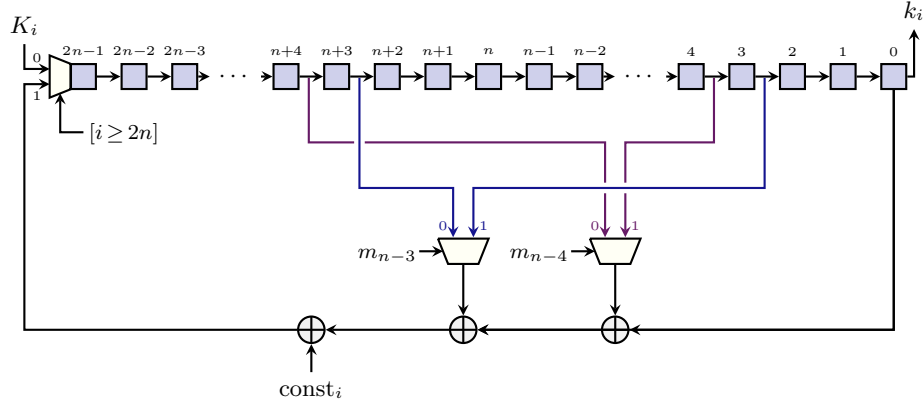 K_i
k_i
0 2n−1 2n−2 2n−3 n+4 n+3 n+2 n+1 n n−1 n−2 4 3 2 1 0
··· ···
1
[i ≥ 2n]
0 1 0 1
m_{n−3} m_{n−4}
const_i